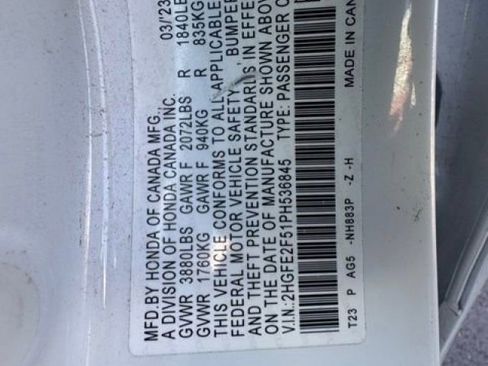 MFD.BY HONDA OF CANADA MFG. 03/'23
A DIVISION OF HONDA CANADA INC.
GVWR 3880LBS GAWR F 2072LBS R 1840LB
GVWR 1760KG GAWR F 940KG R 835KG
THIS VEHICLE CONFORMS TO ALL APPLICABLE
FEDERAL MOTOR VEHICLE SAFETY, BUMPER
AND THEFT PREVENTION STANDARDS IN EFFECT
ON THE DATE OF MANUFACTURE SHOWN ABOVE
V.I.N.:2HGFE2F51PH536845 TYPE: PASSENGER C
T23 P AG5 -NH883P -Z -H MADE IN CAN